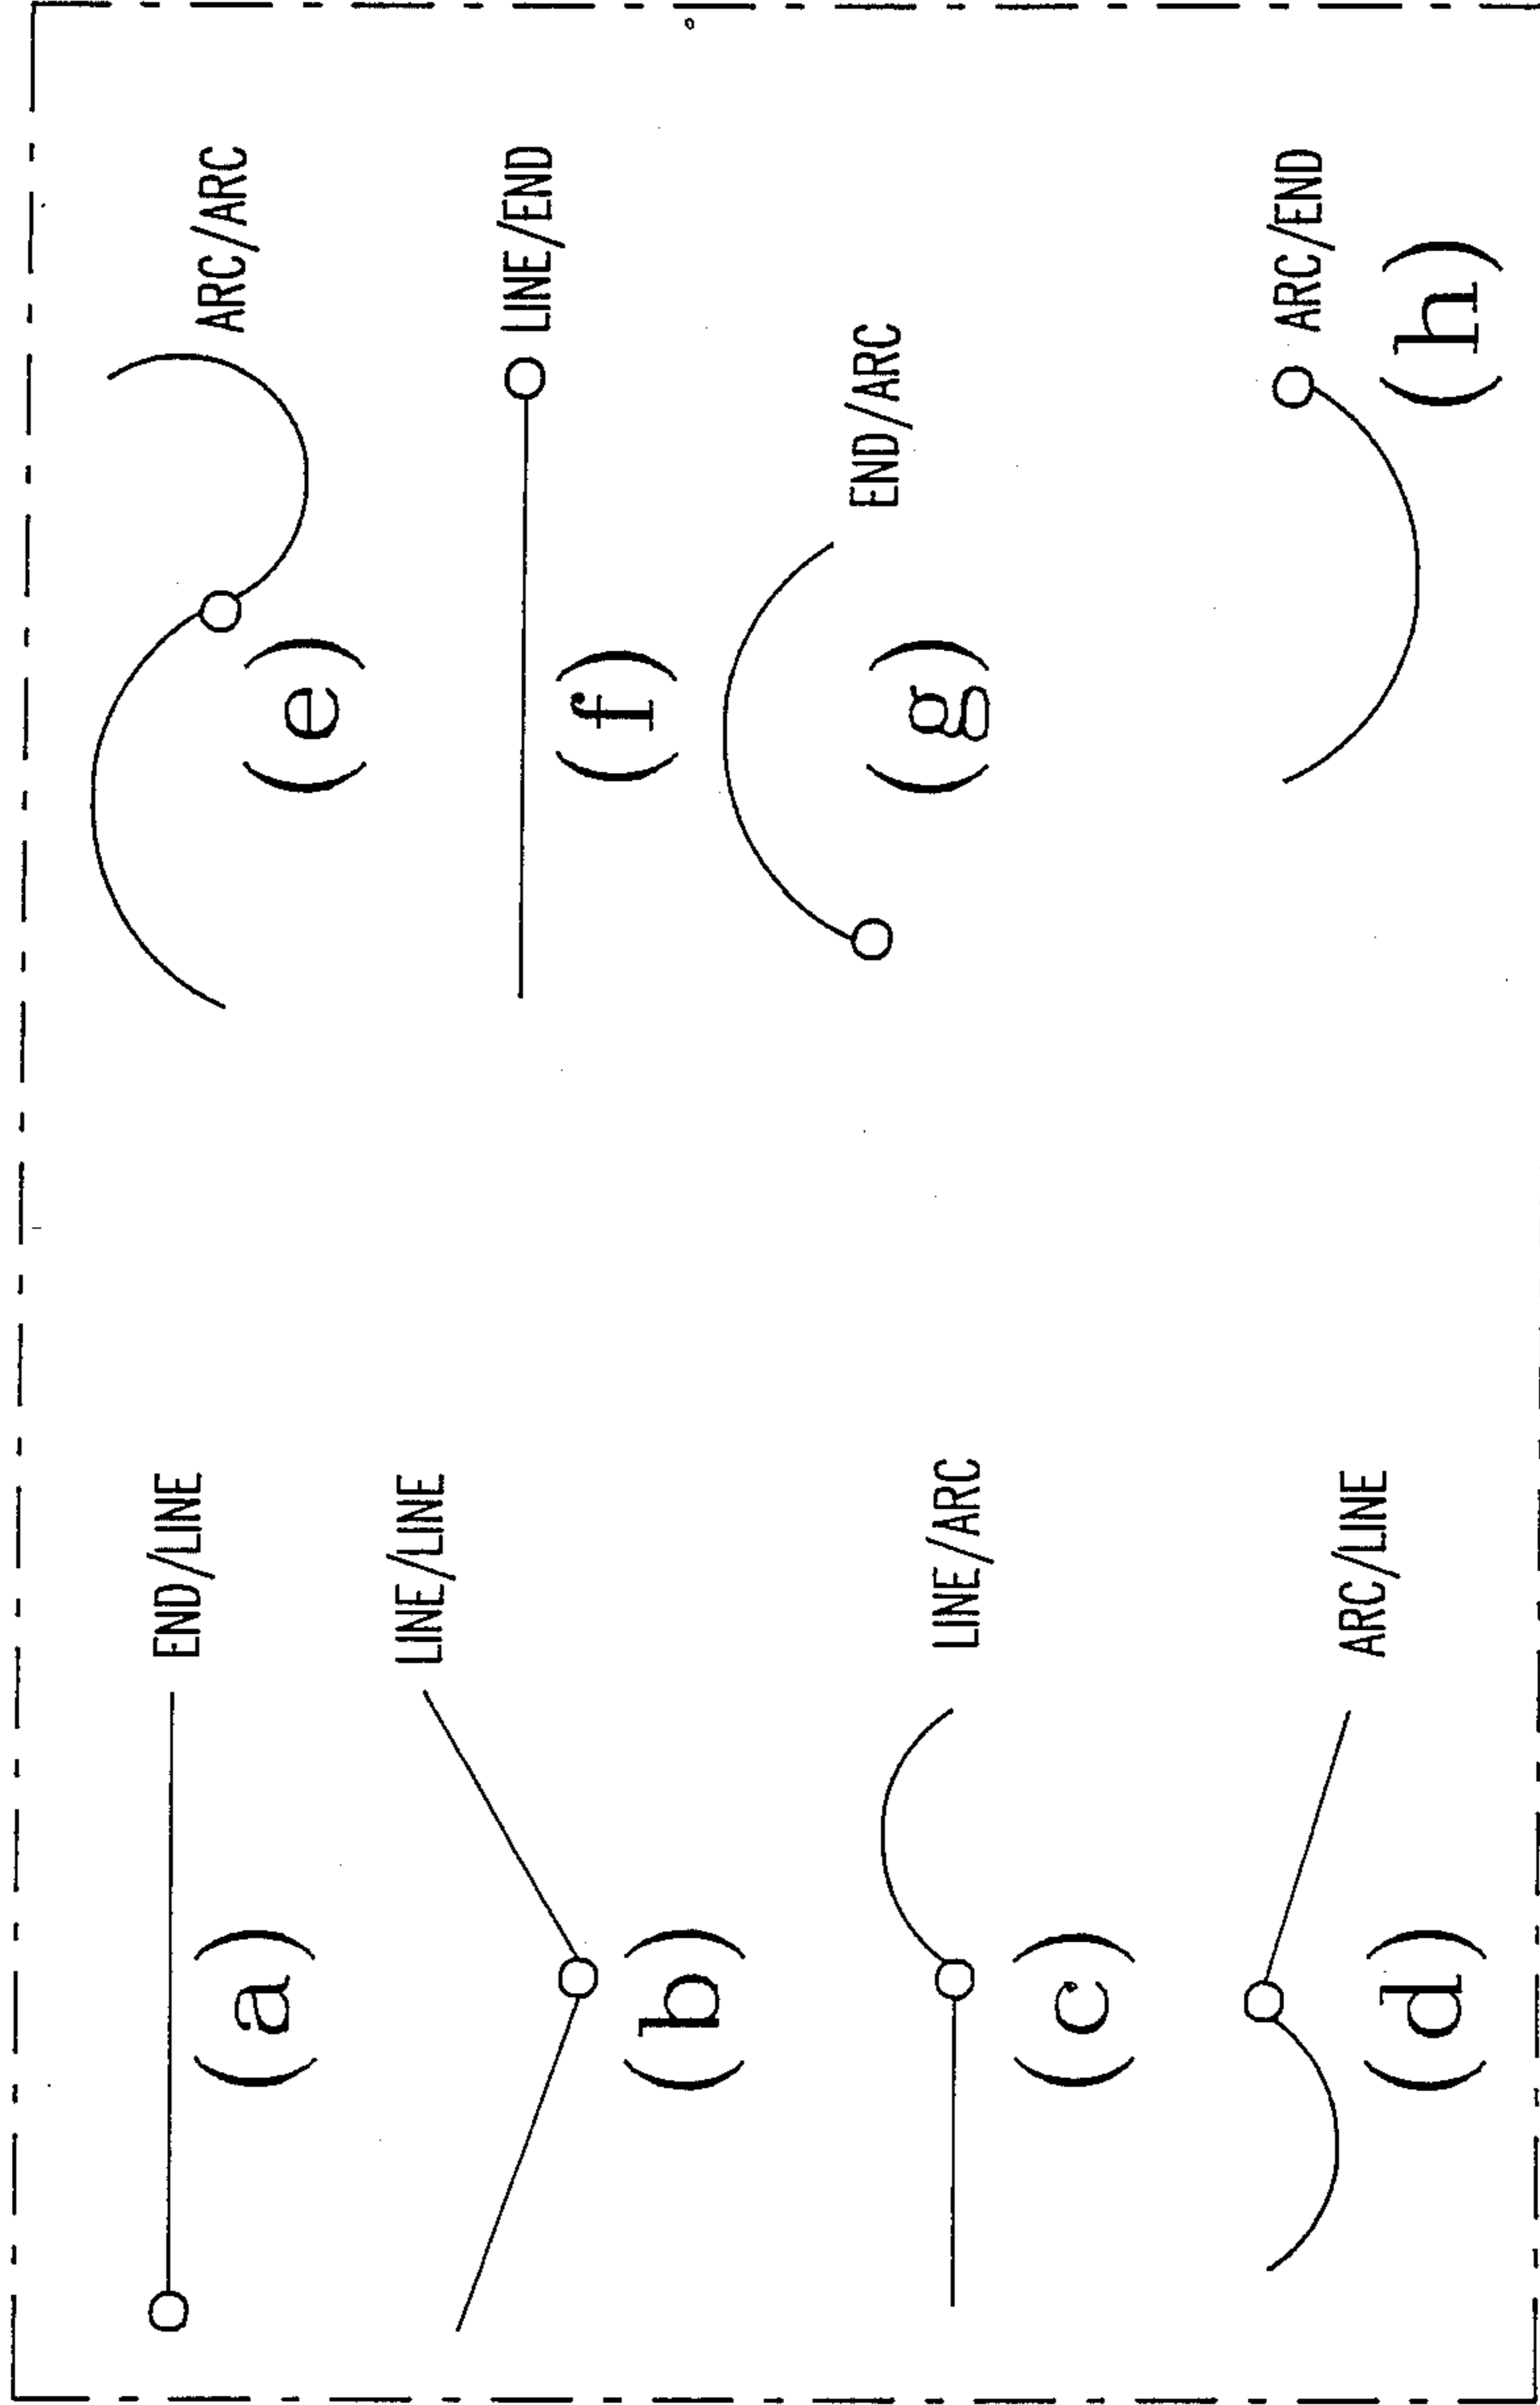 END/LINE
(a)
LINE/LINE
(b)
LINE/ARC
(c)
ARC/LINE
(d)
ARC/ARC
(e)
LINE/END
(f)
END/ARC
(g)
ARC/END
(h)